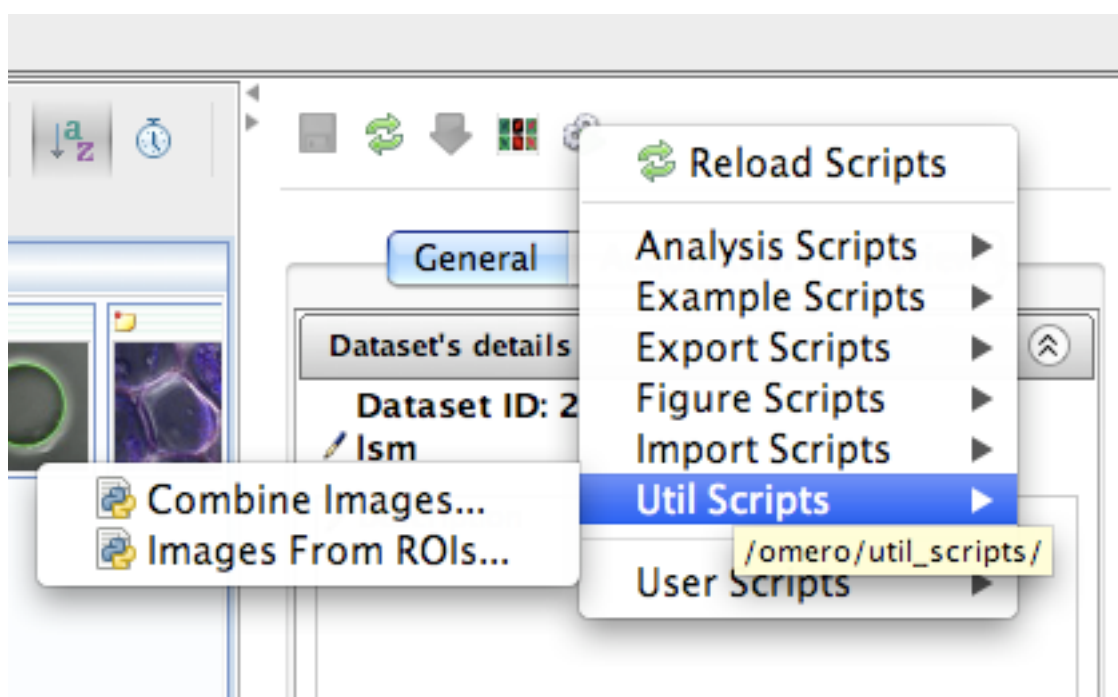 a
z
Reload Scripts
General
Analysis Scripts
Example Scripts
Dataset's details
Export Scripts
Dataset ID: 2
Figure Scripts
lsm
Import Scripts
Combine Images...
Util Scripts
Images From ROIs...
/omero/util_scripts/
User Scripts